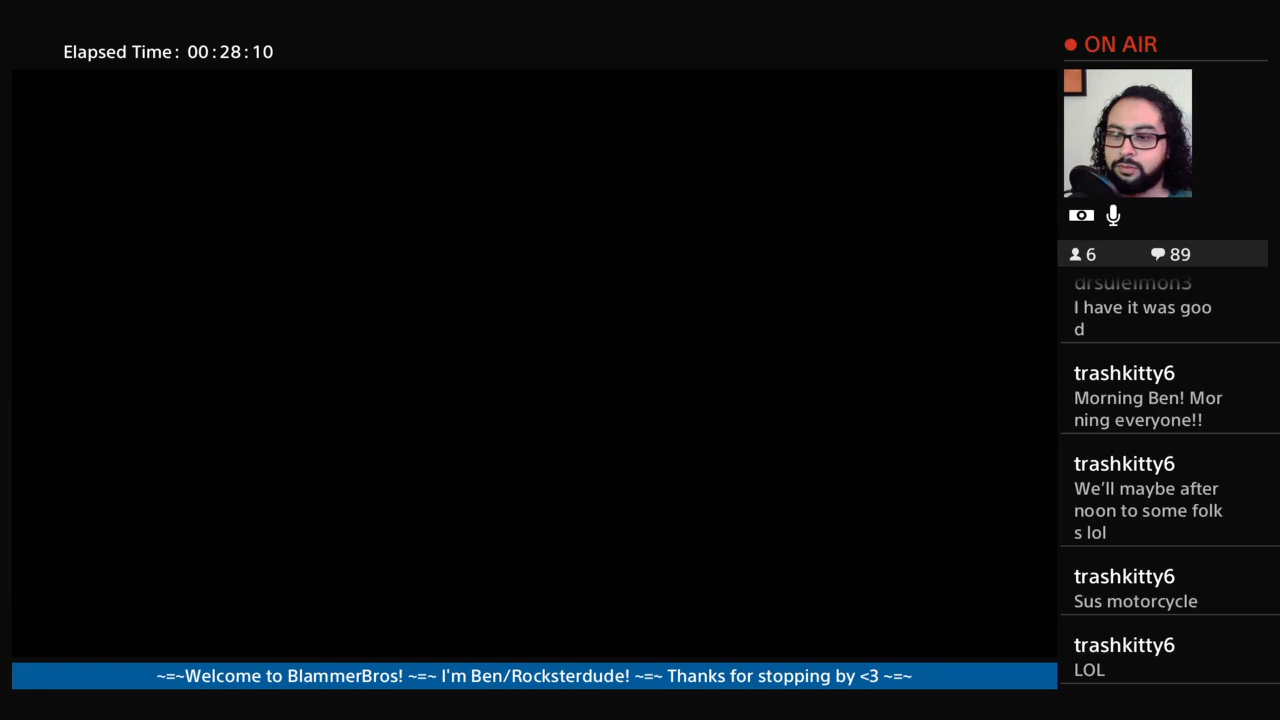 Elapsed Time: 00:28:10
ON AIR
6 89
drsuleimon3
I have it was goo
d
trashkitty6
Morning Ben! Mor
ning everyone!!
trashkitty6
We'll maybe after
noon to some folk
s lol
trashkitty6
Sus motorcycle
trashkitty6
LOL
~=~Welcome to BlammerBros! ~=~ I'm Ben/Rocksterdude! ~=~ Thanks for stopping by <3 ~=~